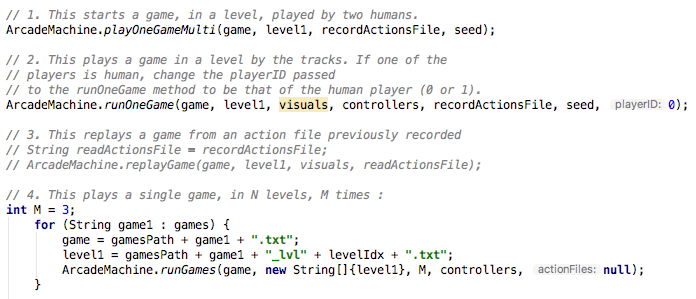 // 1. This starts a game, in a level, played by two humans.
ArcadeMachine.playOneGameMulti(game, level1, recordActionsFile, seed);
// 2. This plays a game in a level by the tracks. If one of the
// players is human, change the playerID passed
// to the runOneGame method to be that of the human player (0 or 1).
ArcadeMachine.runOneGame(game, level1, visuals, controllers, recordActionsFile, seed, playerID: 0);
// 3. This replays a game from an action file previously recorded
// String readActionsFile = recordActionsFile;
// ArcadeMachine.replayGame(game, level1, visuals, readActionsFile);
// 4. This plays a single game, in N levels, M times :
int M = 3;
for (String game1 : games) {
game = gamesPath + game1 + ".txt";
level1 = gamesPath + game1 + "_lvl" + levelIdx + ".txt";
ArcadeMachine.runGames(game, new String[]{level1}, M, controllers, actionFiles: null);
}